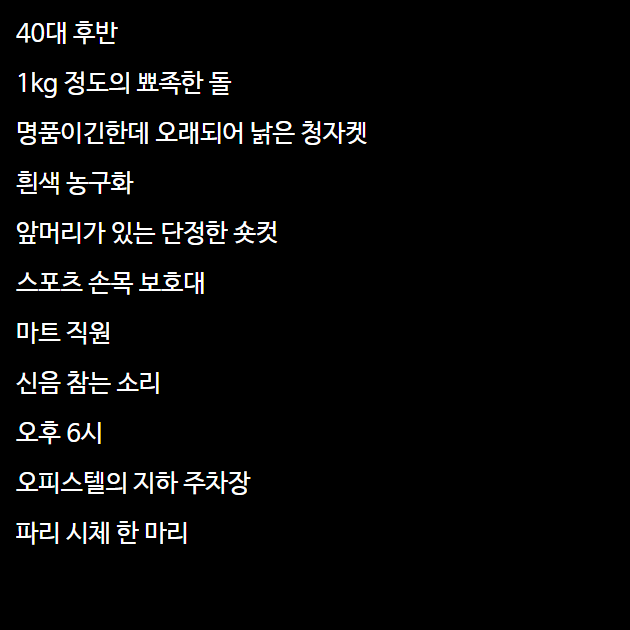 40대 후반
1kg 정도의 뾰족한 돌
명품이긴한데 오래되어 낡은 청자켓
흰색 농구화
앞머리가 있는 단정한 숏컷
스포츠 손목 보호대
마트 직원
신음 참는 소리
오후 6시
오피스텔의 지하 주차장
파리 시체 한 마리